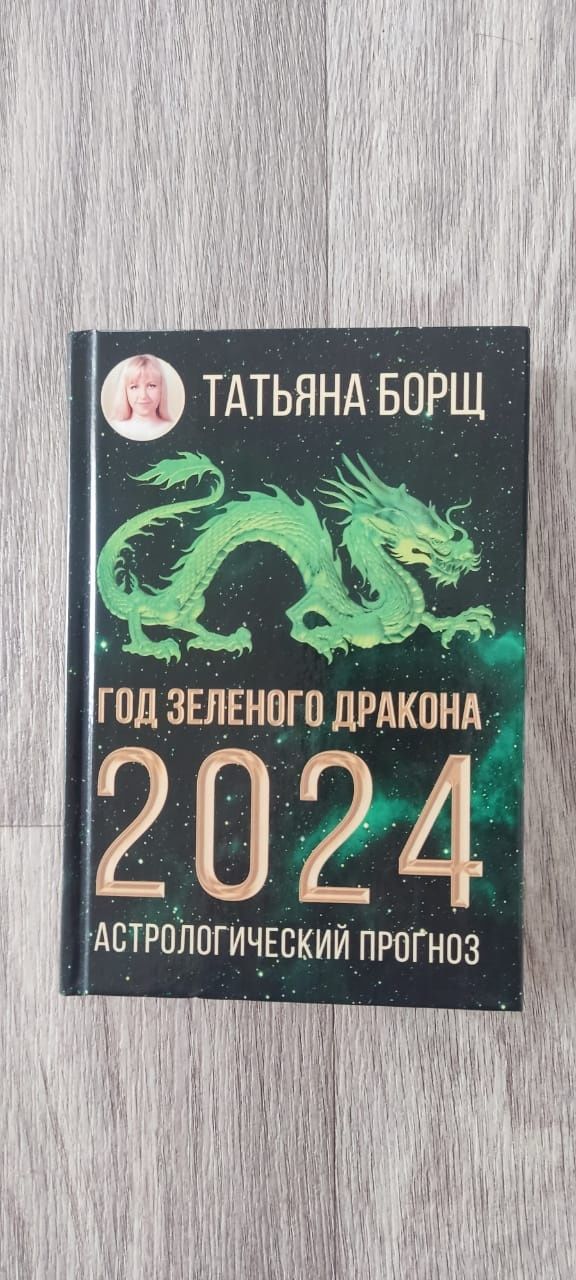 ТАТЬЯНА БОРЩ
ГОД ЗЕЛЕНОГО ДРАКОНА
2024
АСТРОЛОГИЧЕСКИЙ ПРОГНОЗ